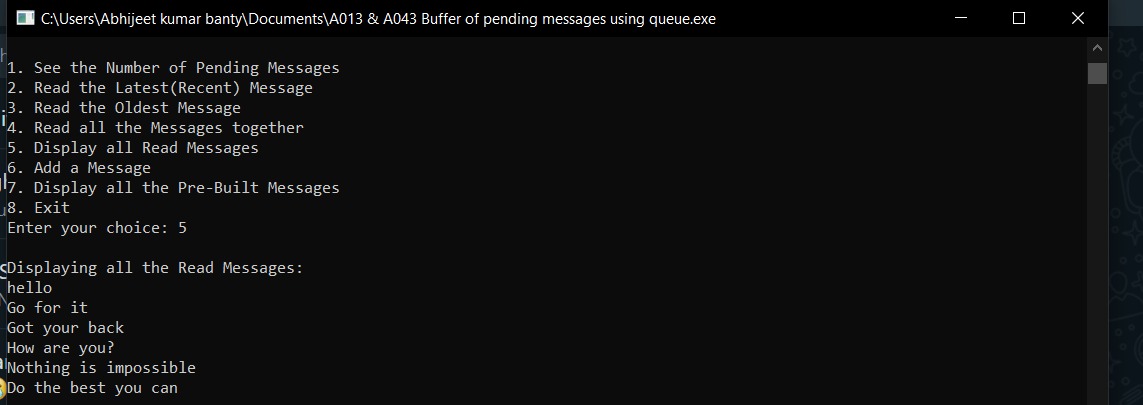 C:\Users\Abhijeet kumar banty\Documents\A013 & A043 Buffer of pending messages using queue.exe
1. See the Number of Pending Messages
2. Read the Latest(Recent) Message
3. Read the Oldest Message
4. Read all the Messages together
5. Display all Read Messages
6. Add a Message
7. Display all the Pre-Built Messages
8. Exit
Enter your choice: 5
Displaying all the Read Messages:
hello
Go for it
Got your back
How are you?
Nothing is impossible
Do the best you can